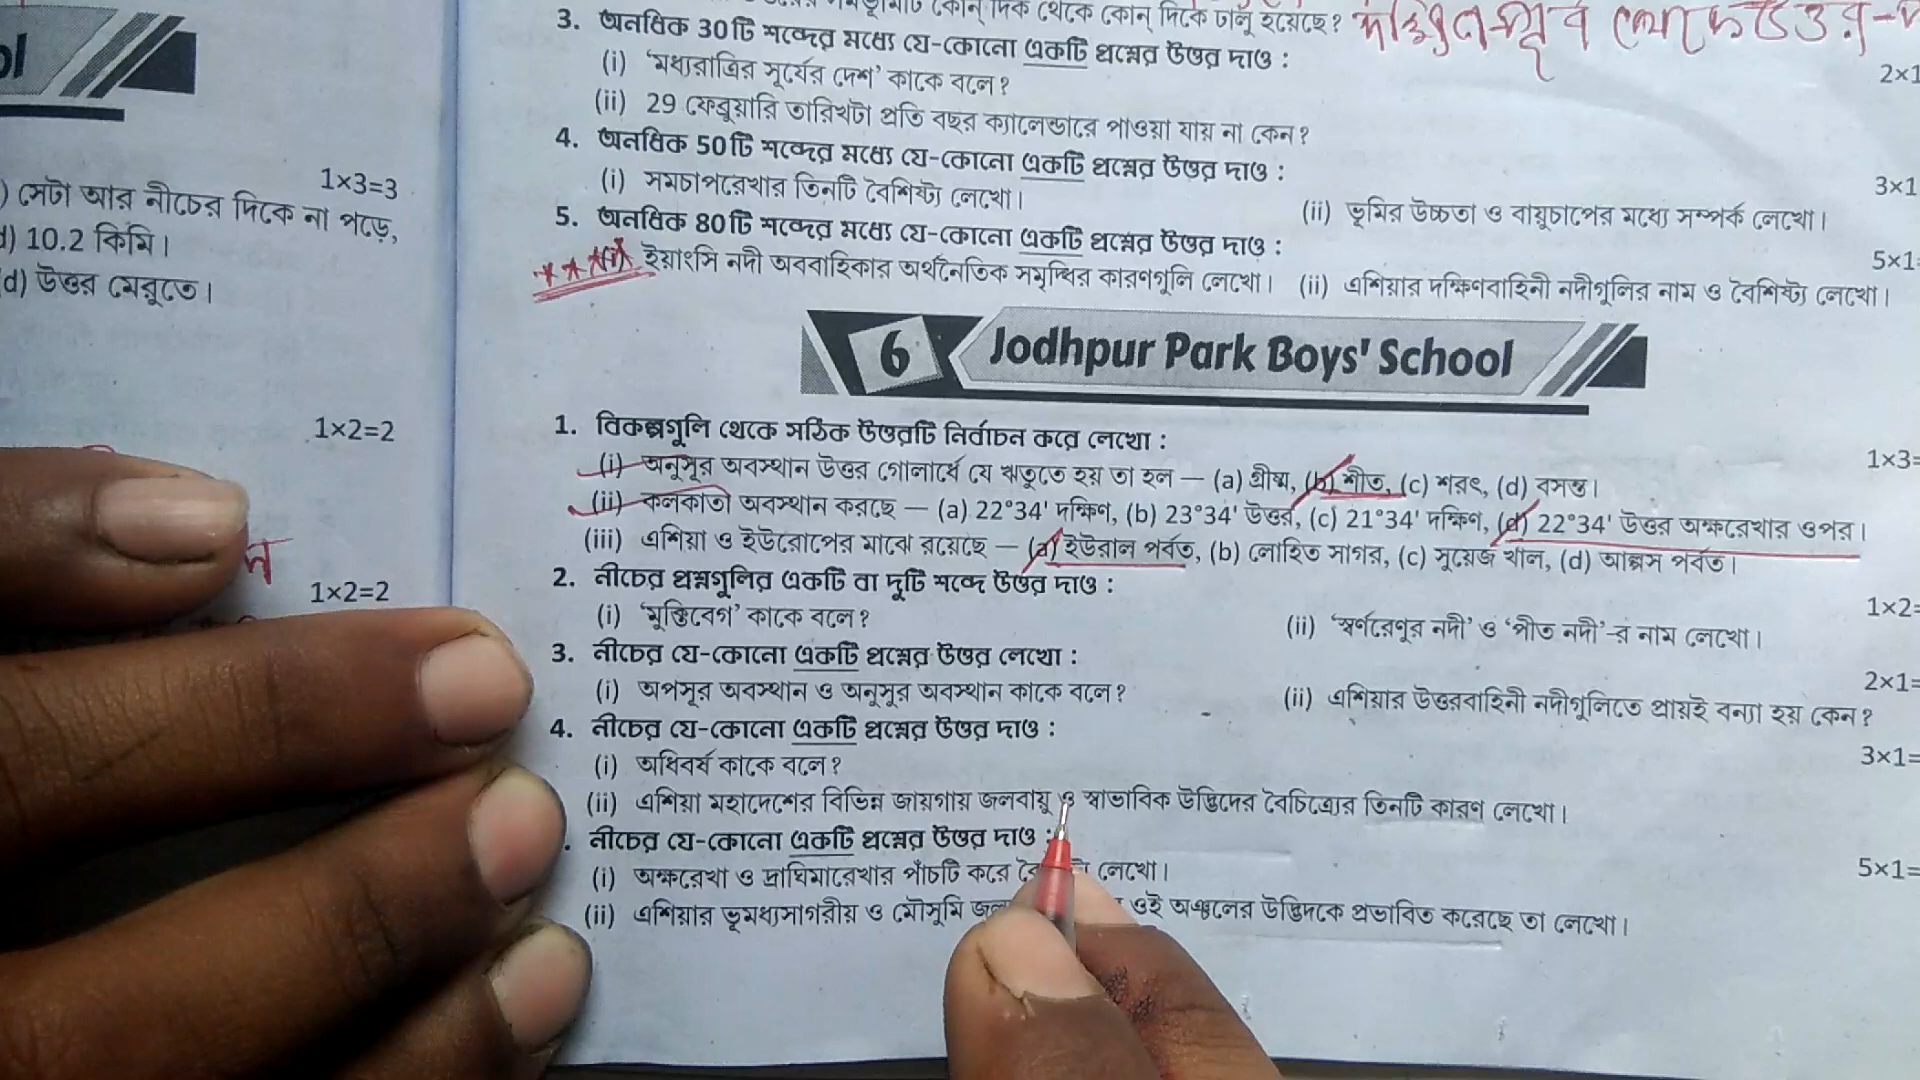 কোন্ দিক থেকে কোন্ দিকে ঢালু হয়েছে?
3. অনধিক 30টি শব্দের মধ্যে যে-কোনো একটি প্রশ্নের উত্তর দাও :
2×1
(i) 'মধ্যরাত্রির সূর্যের দেশ' কাকে বলে?
(ii) 29 ফেব্রুয়ারি তারিখটা প্রতি বছর ক্যালেন্ডারে পাওয়া যায় না কেন?
4. অনধিক 50টি শব্দের মধ্যে যে-কোনো একটি প্রশ্নের উত্তর দাও :
3×1
(i) সমচাপরেখার তিনটি বৈশিষ্ট্য লেখো।
(ii) ভূমির উচ্চতা ও বায়ুচাপের মধ্যে সম্পর্ক লেখো।
5. অনধিক 80টি শব্দের মধ্যে যে-কোনো একটি প্রশ্নের উত্তর দাও :
5×1=
(i) ইয়াংসি নদী অববাহিকার অর্থনৈতিক সমৃদ্ধির কারণগুলি লেখো।
(ii) এশিয়ার দক্ষিণবাহিনী নদীগুলির নাম ও বৈশিষ্ট্য লেখো।
6 Jodhpur Park Boys' School
1. বিকল্পগুলি থেকে সঠিক উত্তরটি নির্বাচন করে লেখো :
1×3=
(i) অনুসূর অবস্থান উত্তর গোলার্ধে যে ঋতুতে হয় তা হল — (a) গ্রীষ্ম, (b) শীত, (c) শরৎ, (d) বসন্ত।
(ii) কলকাতা অবস্থান করছে — (a) 22°34' দক্ষিণ, (b) 23°34' উত্তর, (c) 21°34' দক্ষিণ, (d) 22°34' উত্তর অক্ষরেখার ওপর।
(iii) এশিয়া ও ইউরোপের মাঝে রয়েছে — (a) ইউরাল পর্বত, (b) লোহিত সাগর, (c) সুয়েজ খাল, (d) আল্পস পর্বত।
2. নীচের প্রশ্নগুলির একটি বা দুটি শব্দে উত্তর দাও :
1×2=
(i) 'মুক্তিবেগ' কাকে বলে?
(ii) 'স্বর্ণরেণুর নদী' ও 'পীত নদী'-র নাম লেখো।
3. নীচের যে-কোনো একটি প্রশ্নের উত্তর লেখো :
2×1=
(i) অপসূর অবস্থান ও অনুসূর অবস্থান কাকে বলে?
(ii) এশিয়ার উত্তরবাহিনী নদীগুলিতে প্রায়ই বন্যা হয় কেন?
4. নীচের যে-কোনো একটি প্রশ্নের উত্তর দাও :
3×1=
(i) অধিবর্ষ কাকে বলে?
(ii) এশিয়া মহাদেশের বিভিন্ন জায়গায় জলবায়ু ও স্বাভাবিক উদ্ভিদের বৈচিত্র্যের তিনটি কারণ লেখো।
. নীচের যে-কোনো একটি প্রশ্নের উত্তর দাও :
5×1=
(i) অক্ষরেখা ও দ্রাঘিমারেখার পাঁচটি করে লেখো।
(ii) এশিয়ার ভূমধ্যসাগরীয় ও মৌসুমি ওই অঞ্চলের উদ্ভিদকে প্রভাবিত করেছে তা লেখো।
ol
1×3=3
) সেটা আর নীচের দিকে না পড়ে,
d) 10.2 কিমি।
(d) উত্তর মেরুতে।
1×2=2
1×2=2